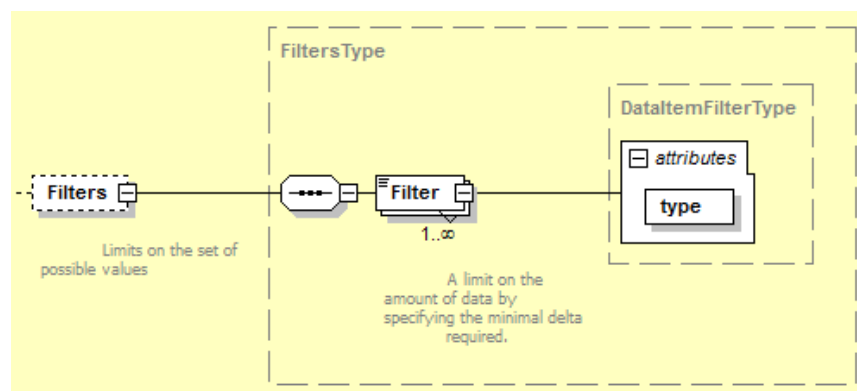 FiltersType
DataItemFilterType
attributes
Filters
Filter
type
1..∞
Limits on the set of
possible values
A limit on the
amount of data by
specifying the minimal delta
required.